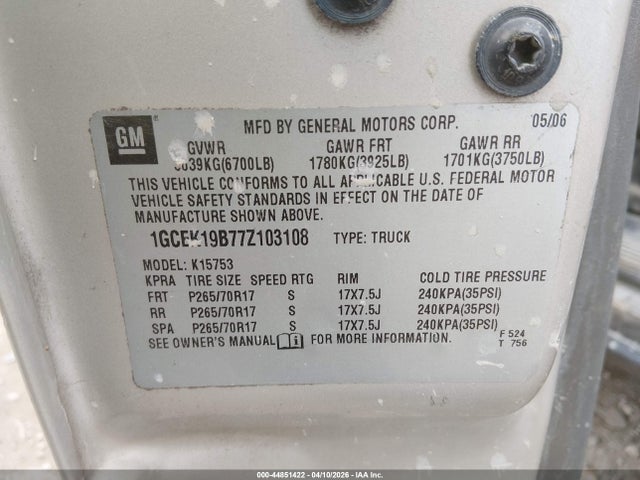 GM
MFD BY GENERAL MOTORS CORP. 05/06
GVWR GAWR FRT GAWR RR
3039KG(6700LB) 1780KG(3925LB) 1701KG(3750LB)
THIS VEHICLE CONFORMS TO ALL APPLICABLE U.S. FEDERAL MOTOR
VEHICLE SAFETY STANDARDS IN EFFECT ON THE DATE OF
MANUFACTURE SHOWN ABOVE.
1GCEK19B77Z103108 TYPE: TRUCK
MODEL: K15753
KPRA TIRE SIZE SPEED RTG RIM COLD TIRE PRESSURE
FRT P265/70R17 S 17X7.5J 240KPA(35PSI)
RR P265/70R17 S 17X7.5J 240KPA(35PSI)
SPA P265/70R17 S 17X7.5J 240KPA(35PSI)
SEE OWNER'S MANUAL FOR MORE INFORMATION.
F 524
T 756
000-44851422 - 04/10/2026 - IAA Corp.